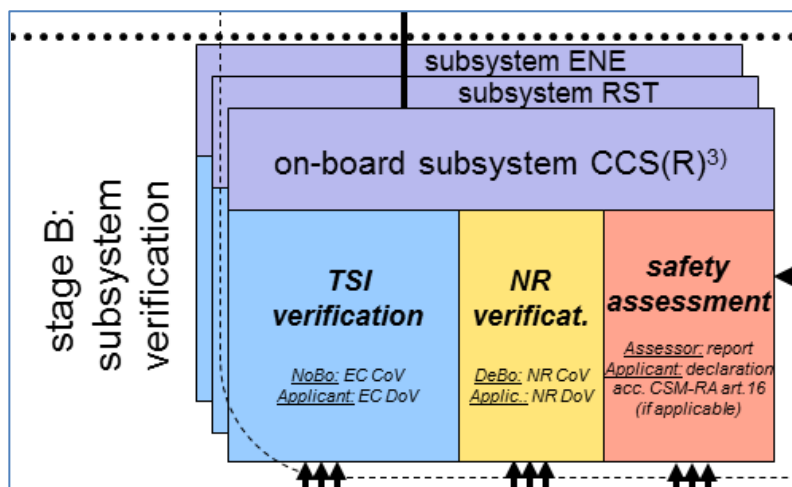 subsystem ENE
subsystem RST
on-board subsystem CCS(R)3)
stage B:
subsystem
verification
TSI
verification
NoBo: EC CoV
Applicant: EC DoV
NR
verificat.
DeBo: NR CoV
Applic.: NR DoV
safety
assessment
Assessor: report
Applicant: declaration
acc. CSM-RA art.16
(if applicable)